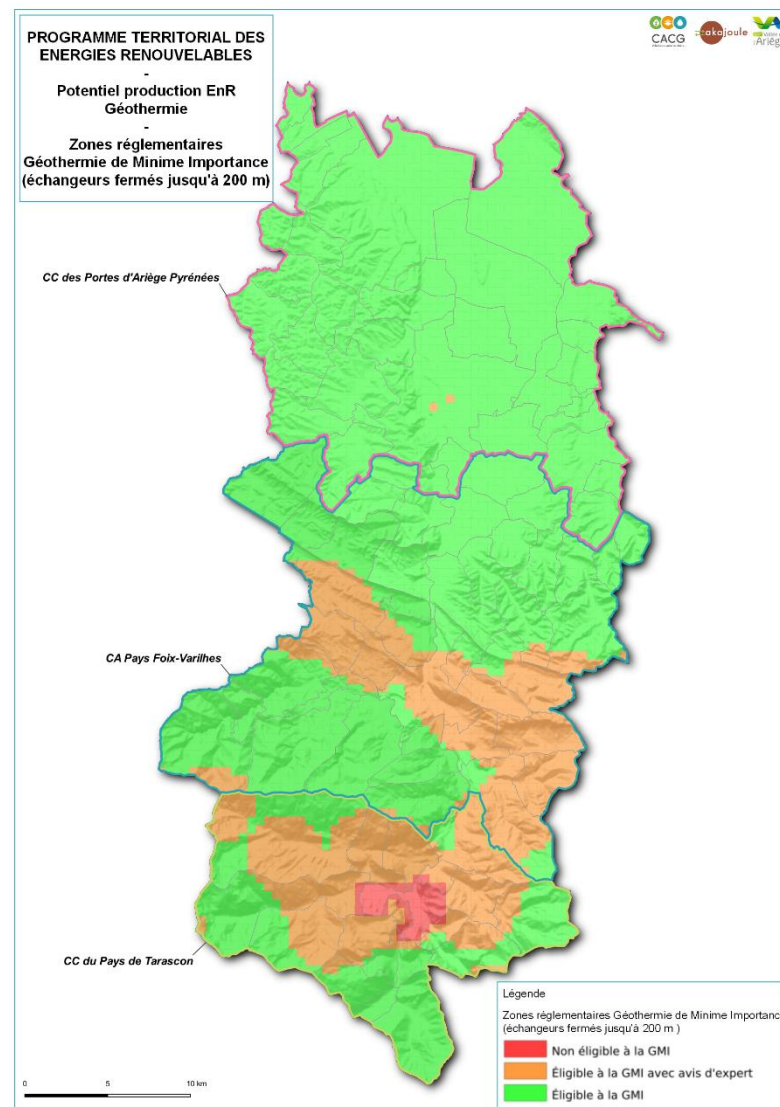 PROGRAMME TERRITORIAL DES
ENERGIES RENOUVELABLES
-
Potentiel production EnR
Géothermie
-
Zones réglementaires
Géothermie de Minime Importance
(échangeurs fermés jusqu'à 200 m)
CACG
akajoule
Ariège
CC des Portes d'Ariège Pyrénées
CA Pays Foix-Varilhes
CC du Pays de Tarascon
0 5 10 km
Légende
Zones réglementaires Géothermie de Minime Importance
(échangeurs fermés jusqu'à 200 m )
Non éligible à la GMI
Éligible à la GMI avec avis d'expert
Éligible à la GMI